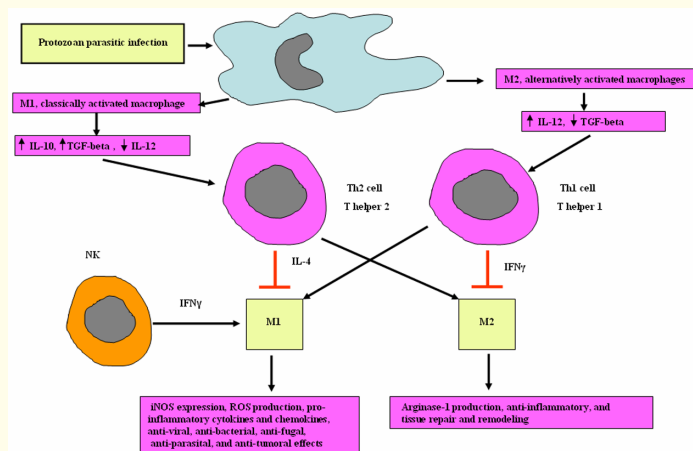 Protozoan parasitic infection
M2, alternatively activated macrophages
M1, classically activated macrophage
↑ IL-12, ↓ TGF-beta
↑ IL-10, ↑TGF-beta , ↓ IL-12
Th2 cell
T helper 2
Th1 cell
T helper 1
NK
IL-4
IFNγ
IFNγ
M1
M2
iNOS expression, ROS production, pro-
inflammatory cytokines and chemokines,
anti-viral, anti-bacterial, anti-fugal,
anti-parasital, and anti-tumoral effects
Arginase-1 production, anti-inflammatory, and
tissue repair and remodeling